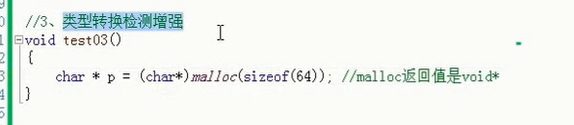 //3、类型转换检测增强
void test03()
{
char * p = (char*)malloc(sizeof(64)); //malloc返回值是void*
}